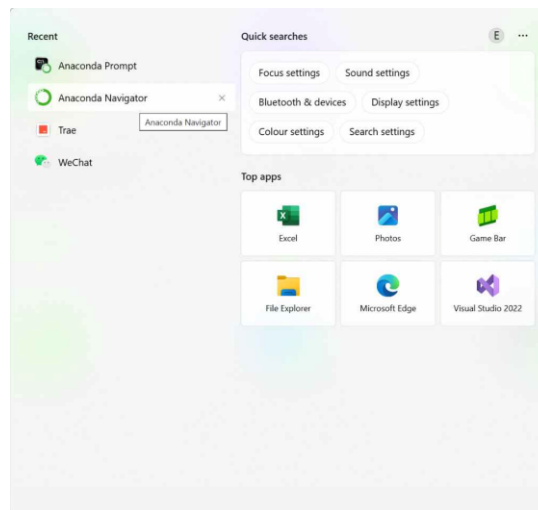 Recent
Anaconda Prompt
Anaconda Navigator
Anaconda Navigator
Trae
WeChat
Quick searches
E
Focus settings
Sound settings
Bluetooth & devices
Display settings
Colour settings
Search settings
Top apps
Excel
Photos
Game Bar
File Explorer
Microsoft Edge
Visual Studio 2022